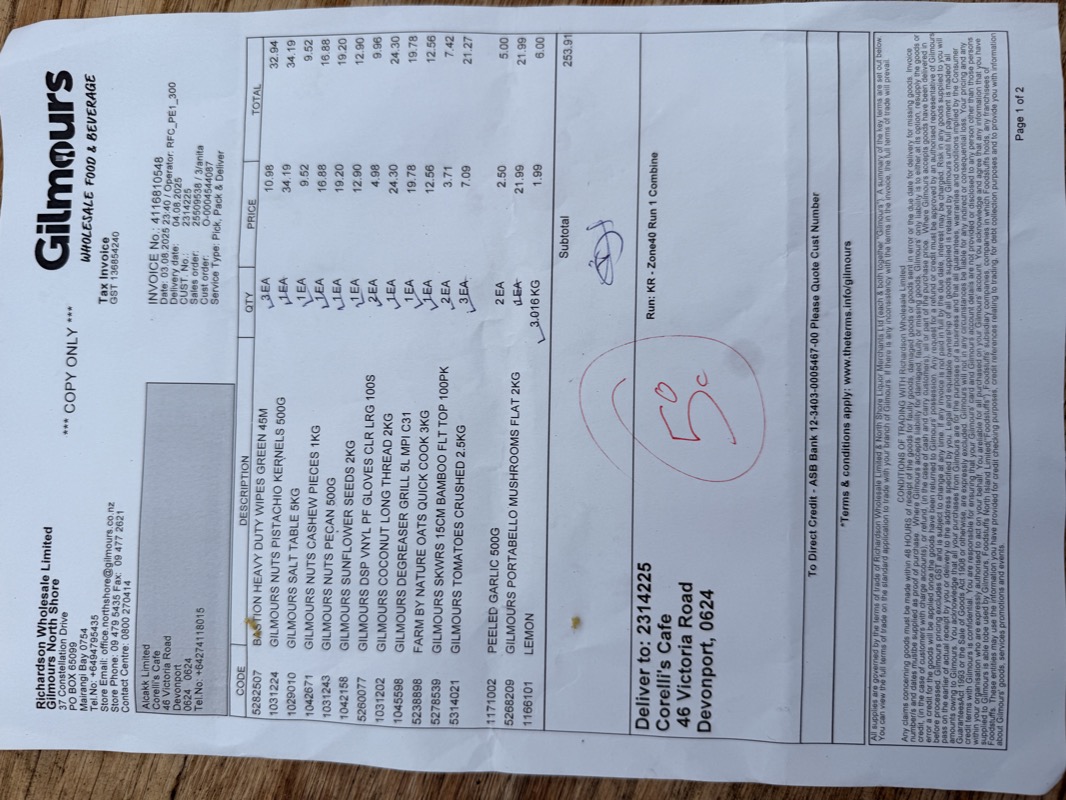 Richardson Wholesale Limited
Gilmours North Shore
37 Constellation Drive
PO BOX 65099
Mairangi Bay 0754
Tel.No: +6494795435
Store Email: office.northshore@gilmours.co.nz
Store Phone: 09 479 5435 Fax: 09 477 2621
Contact Centre: 0800 270414
*** COPY ONLY ***
Gilmours
WHOLESALE FOOD & BEVERAGE
Tax Invoice
GST 136854240
Alcakk Limited
Corelli's Cafe
46 Victoria Road
Devonport
0624 0624
Tel.No: +64274118015
INVOICE No.: 4116810548
Date: 03.08.2025 23:40 / Operator: RFC_PE1_300
Delivery date: 04.08.2025
CUST. No.: 2314225
Sales order: 25509538 / 3/anita
Cust order: O-0004544087
Service Type: Pick, Pack & Deliver
CODE DESCRIPTION QTY PRICE TOTAL
5282507 BASTION HEAVY DUTY WIPES GREEN 45M 3 EA 10.98 32.94
1031224 GILMOURS NUTS PISTACHIO KERNELS 500G 1 EA 34.19 34.19
1029010 GILMOURS SALT TABLE 5KG 1 EA 9.52 9.52
1042671 GILMOURS NUTS CASHEW PIECES 1KG 1 EA 16.88 16.88
1031243 GILMOURS NUTS PECAN 500G 1 EA 19.20 19.20
1042158 GILMOURS SUNFLOWER SEEDS 2KG 1 EA 12.90 12.90
5260077 GILMOURS DSP VNYL PF GLOVES CLR LRG 100S 2 EA 4.98 9.96
1031202 GILMOURS COCONUT LONG THREAD 2KG 1 EA 24.30 24.30
1045598 GILMOURS DEGREASER GRILL 5L MPI C31 1 EA 19.78 19.78
5238898 FARM BY NATURE OATS QUICK COOK 3KG 1 EA 12.56 12.56
5278539 GILMOURS SKWRS 15CM BAMBOO FLT TOP 100PK 2 EA 3.71 7.42
5314021 GILMOURS TOMATOES CRUSHED 2.5KG 3 EA 7.09 21.27
1171002 PEELED GARLIC 500G 2 EA 2.50 5.00
5268209 GILMOURS PORTABELLO MUSHROOMS FLAT 2KG 1 EA 21.99 21.99
1166101 LEMON 3.016 KG 1.99 6.00
Subtotal 253.91
Deliver to: 2314225
Corelli's Cafe
46 Victoria Road
Devonport, 0624
Run: KR - Zone40 Run 1 Combine
5°C
To Direct Credit - ASB Bank 12-3403-0005467-00 Please Quote Cust Number
*Terms & conditions apply: www.theterms.info/gilmours
All supplies are governed by the terms of trade of Richardson Wholesale Limited & North Shore Liquor Merchants Ltd (each & both together "Gilmours"). A summary of the key terms are set out below.
You can view the full terms of trade on the standard application to trade with your branch of Gilmours. If there is any inconsistency with the terms in the invoice, the full terms of trade will prevail.
CONDITIONS OF TRADING WITH Richardson Wholesale Limited
Any claims concerning goods must be made within 48 HOURS of receipt of the goods for faulty goods, damaged goods or goods sent in error or the due date for delivery for missing goods. Invoice
number/s and dates must be supplied as proof of purchase. Where Gilmours accepts liability for damaged, faulty or missing goods, Gilmours' only liability is to either at its option, resupply the goods or
credit, (in the case of customers with charge accounts), or refund, (in the case of cash and carry customers), all or part of the purchase price. Where Gilmours accepts goods have been delivered in
error a credit for the goods will be applied once the goods have been returned to Gilmours' possession. Any request for a refund or credit must be approved by an authorised representative of Gilmours
before processed. Gilmours pricing excludes GST and is subject to change at any time. If any invoice is not paid in full by the due date, interest may be charged. Risk in any goods supplied to you will
pass on the earlier of actual receipt by you or delivery to the address specified by you. Legal and equitable ownership of all goods supplied is retained by Gilmours until full payment is made of all
amounts owing to Gilmours. You acknowledge that all your purchases from Gilmours are for the purposes of a business and that all guarantees, warranties and conditions implied by the Consumer
Guarantees Act 1993 or the Sale of Goods Act 1908 or otherwise, are expressly excluded. Gilmours will not in any circumstances be liable for any indirect or consequential loss. Your pricing and any
credit terms with Gilmours is confidential. You are responsible for ensuring that your Gilmours' card and Gilmours account details are not provided or disclosed to any person other than those persons
within your organisation who are expressly authorised to act on your behalf. You are liable for all purchased on your Gilmours' account. You acknowledge and agree that any information you have
supplied to Gilmours is able to be used by Gilmours, Foodstuffs North Island Limited("Foodstuffs") ,Foodstuffs' subsidiary companies, companies in which Foodstuffs holds, any franchisees of
Foodstuffs. These entities may use the information you have provided for credit checking purposes, credit references relating to trading, for debt collection purposes and to provide you with information
about Gilmours' goods, services promotions and events.
Page 1 of 2